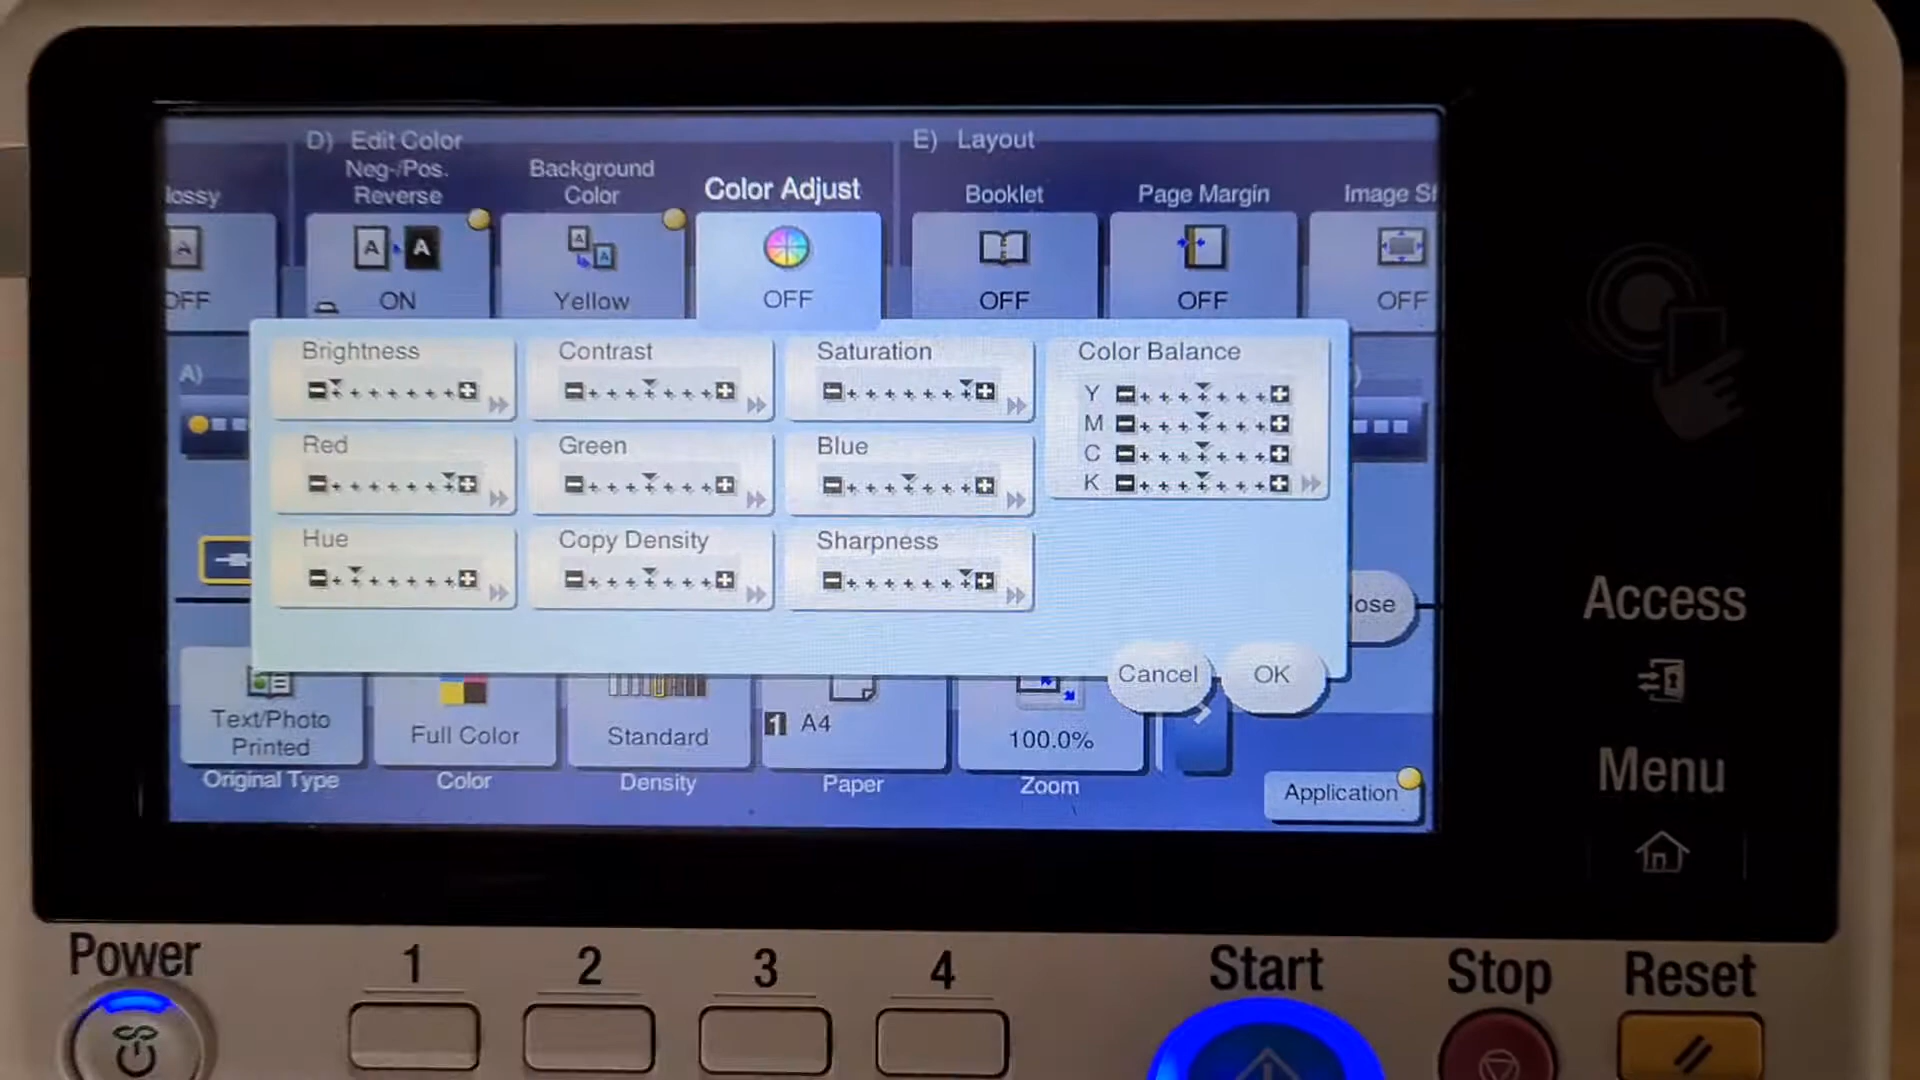 D) Edit Color
E) Layout
lossy
Neg-/Pos.
Reverse
Background
Color
Color Adjust
Booklet
Page Margin
Image Sh
OFF
ON
Yellow
OFF
OFF
OFF
OFF
A)
Brightness
Contrast
Saturation
Color Balance
Y
M
C
K
Red
Green
Blue
Hue
Copy Density
Sharpness
lose
Cancel
OK
Text/Photo
Printed
Full Color
Standard
1 A4
100.0%
Original Type
Color
Density
Paper
Zoom
Application
Access
Menu
Power
1
2
3
4
Start
Stop
Reset